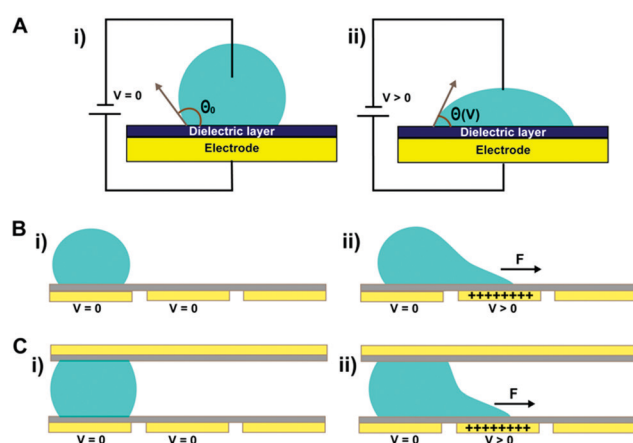 A
i)
V = 0
Θ₀
Dielectric layer
Electrode
ii)
V > 0
Θ(V)
Dielectric layer
Electrode
B
i)
V = 0
V = 0
ii)
F
++++++++
V = 0
V > 0
C
i)
V = 0
V = 0
ii)
F
++++++++
V = 0
V > 0